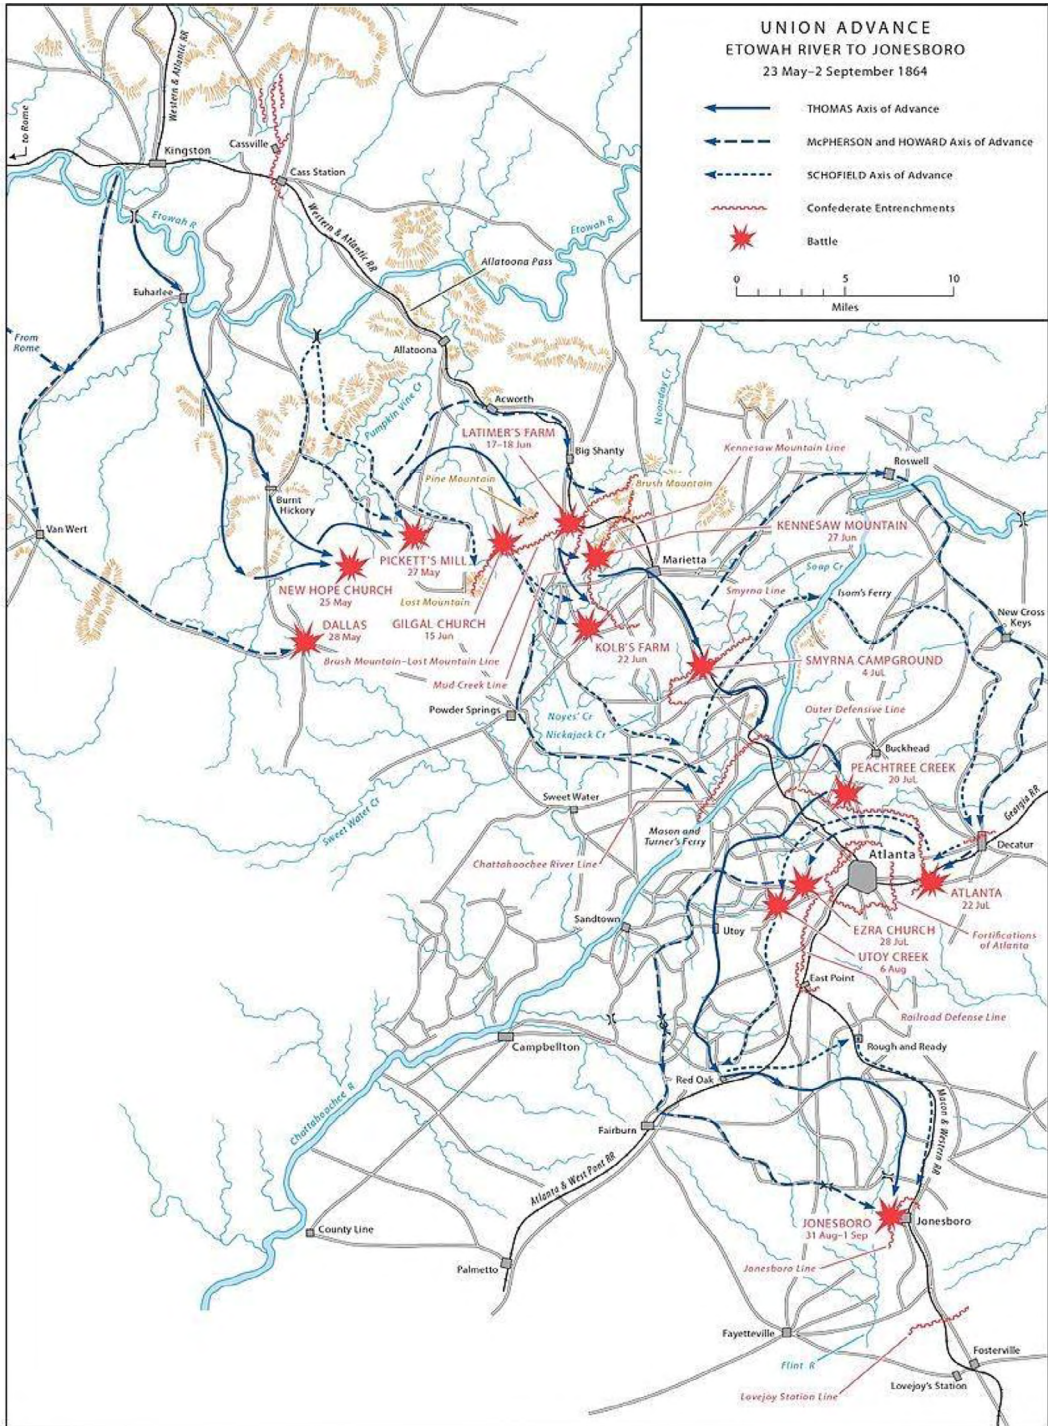 UNION ADVANCE
ETOWAH RIVER TO JONESBORO
23 May–2 September 1864
THOMAS Axis of Advance
McPHERSON and HOWARD Axis of Advance
SCHOFIELD Axis of Advance
Confederate Entrenchments
Battle
0
5
10
Miles
Western & Atlantic RR
to Rome
Kingston
Cassville
Cass Station
Etowah R
Western & Atlantic RR
Etowah R
Allatoona Pass
Euharlee
From
Rome
Allatoona
Pumpkin Vine Cr
Acworth
Noonday Cr
LATIMER'S FARM
17–18 Jun
Big Shanty
Kennesaw Mountain Line
Roswell
Pine Mountain
Brush Mountain
Burnt
Hickory
Van Wert
KENNESAW MOUNTAIN
27 Jun
PICKETT'S MILL
27 May
Marietta
Soap Cr
NEW HOPE CHURCH
25 May
Lost Mountain
Smyrna Line
Isom's Ferry
New Cross
Keys
DALLAS
28 May
GILGAL CHURCH
15 Jun
KOLB'S FARM
22 Jun
SMYRNA CAMPGROUND
4 JuL
Brush Mountain–Lost Mountain Line
Mud Creek Line
Powder Springs
Noyes' Cr
Nickajack Cr
Outer Defensive Line
Buckhead
PEACHTREE CREEK
20 JuL
Georgia RR
Sweet Water
Sweet Water Cr
Mason and
Turner's Ferry
Decatur
Atlanta
Chattahoochee River Line
ATLANTA
22 JuL
Sandtown
Utoy
EZRA CHURCH
28 JuL
Fortifications
of Atlanta
UTOY CREEK
6 Aug
East Point
Railroad Defense Line
Campbellton
Rough and Ready
Red Oak
Chattahoochee R
Macon & Western RR
Fairburn
Atlanta & West Pont RR
JONESBORO
31 Aug–1 Sep
Jonesboro
County Line
Palmetto
Jonesboro Line
Fayetteville
Fosterville
Flint R
Lovejoy's Station
Lovejoy Station Line